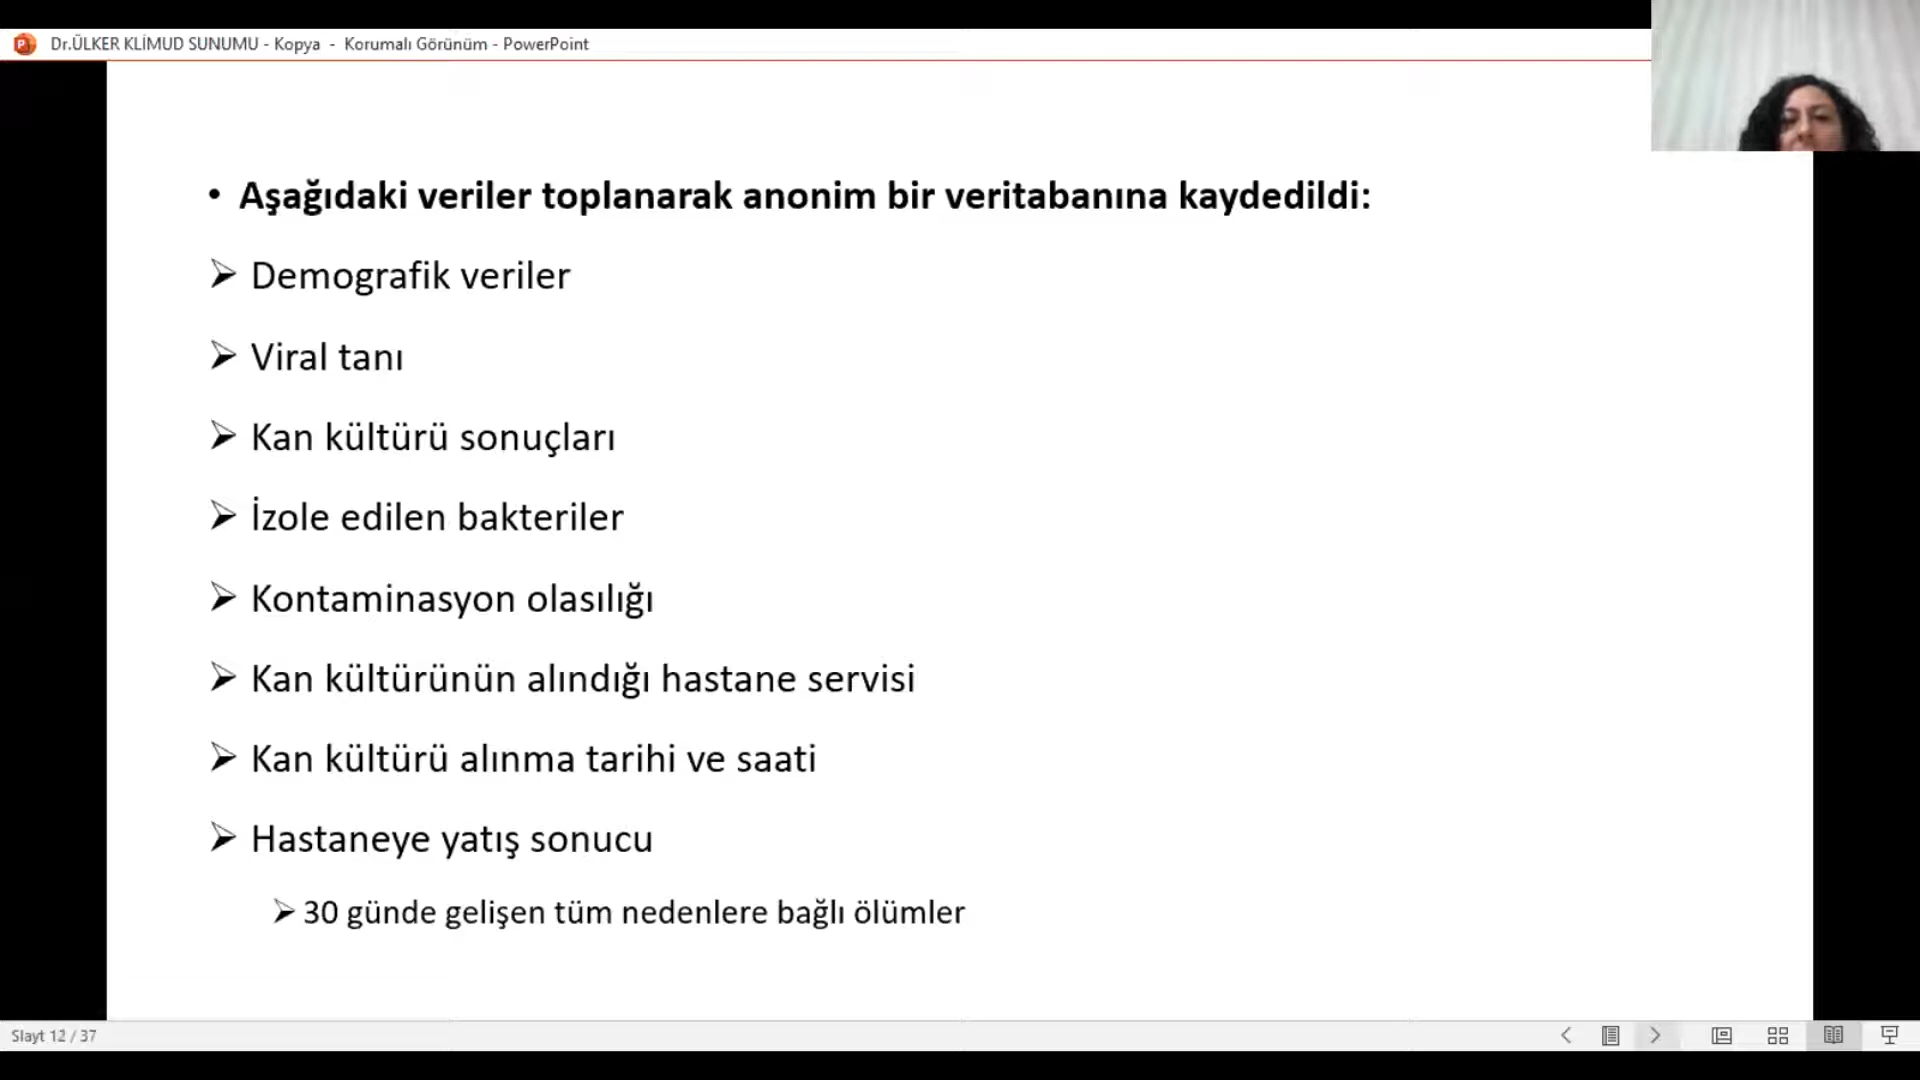 Dr.ÜLKER KLİMUD SUNUMU - Kopya - Korumalı Görünüm - PowerPoint
• Aşağıdaki veriler toplanarak anonim bir veritabanına kaydedildi:
➢ Demografik veriler
➢ Viral tanı
➢ Kan kültürü sonuçları
➢ İzole edilen bakteriler
➢ Kontaminasyon olasılığı
➢ Kan kültürünün alındığı hastane servisi
➢ Kan kültürü alınma tarihi ve saati
➢ Hastaneye yatış sonucu
➢ 30 günde gelişen tüm nedenlere bağlı ölümler
Slayt 12 / 37